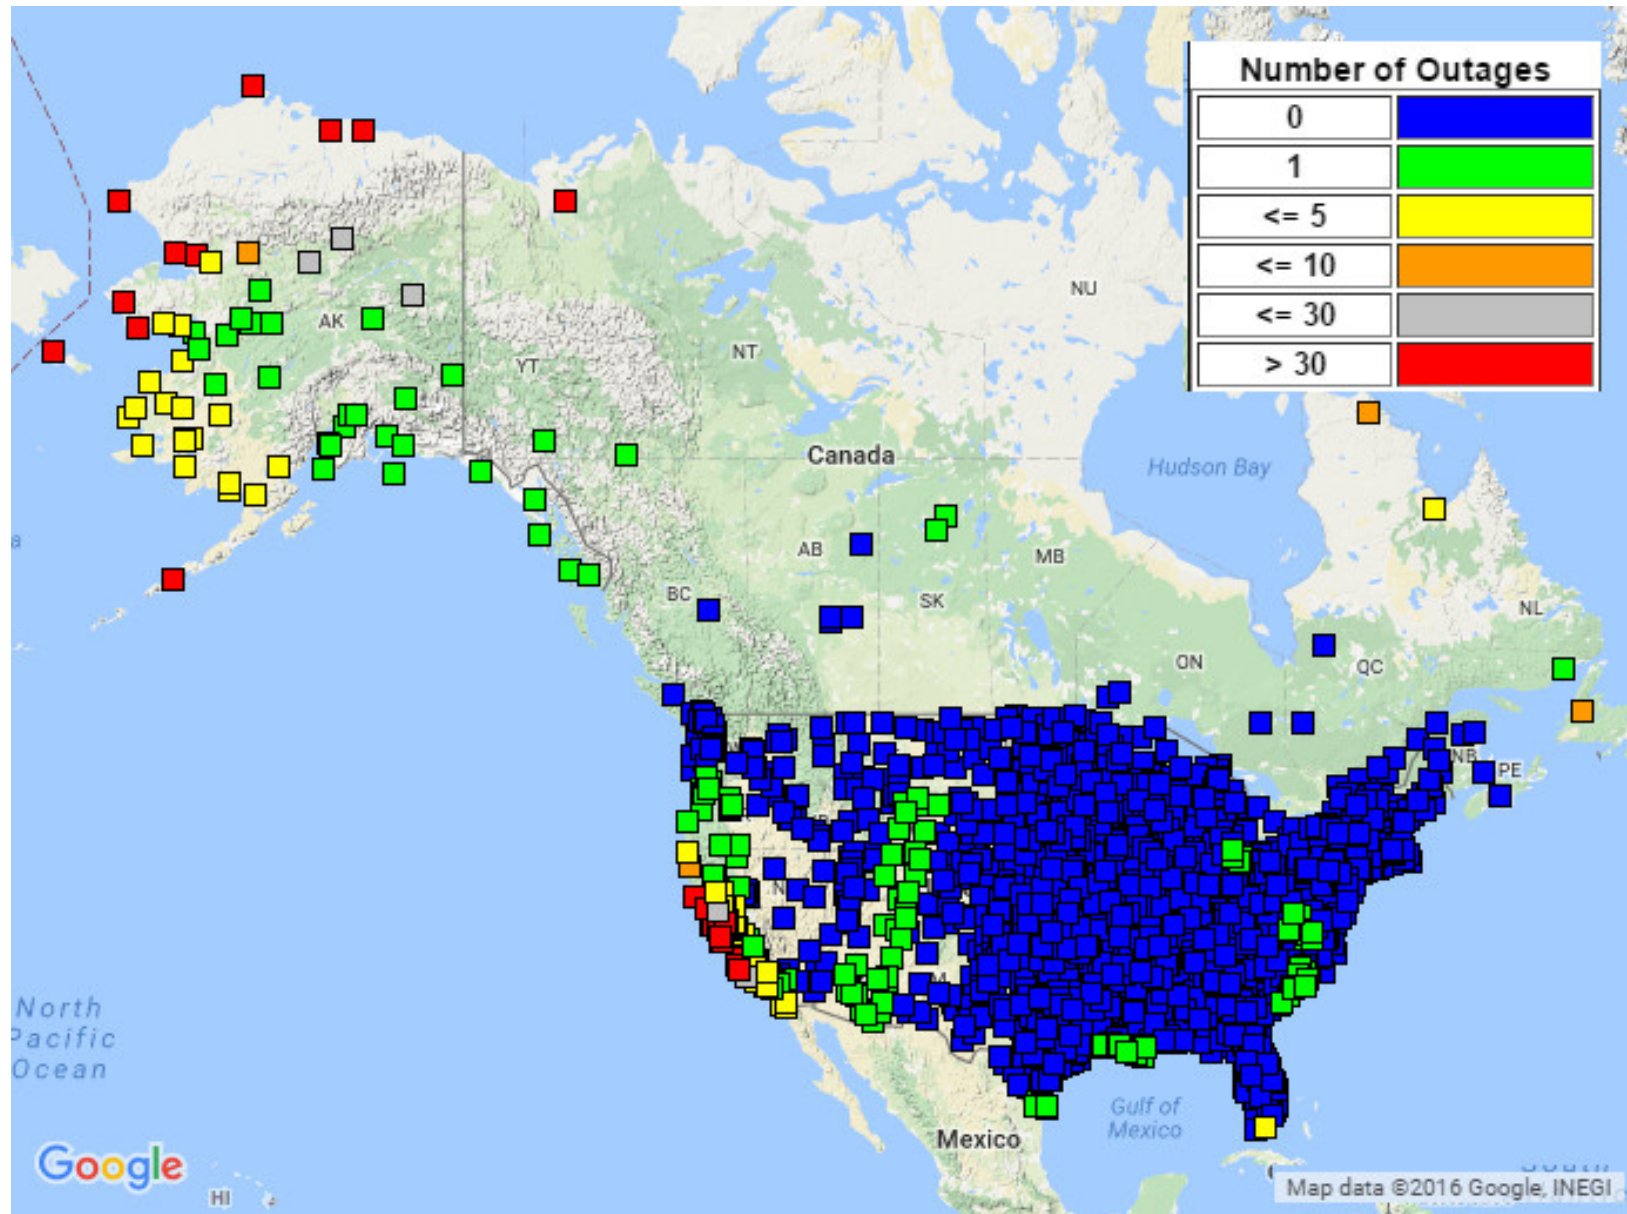 Number of Outages
0
1
<= 5
<= 10
<= 30
> 30
NU
AK
NT
YT
Canada
Hudson Bay
a
AB
MB
BC
SK
NL
ON
QC
NB
PE
North
Pacific
Ocean
Gulf of
Mexico
Mexico
Google
HI
Map data ©2016 Google, INEGI